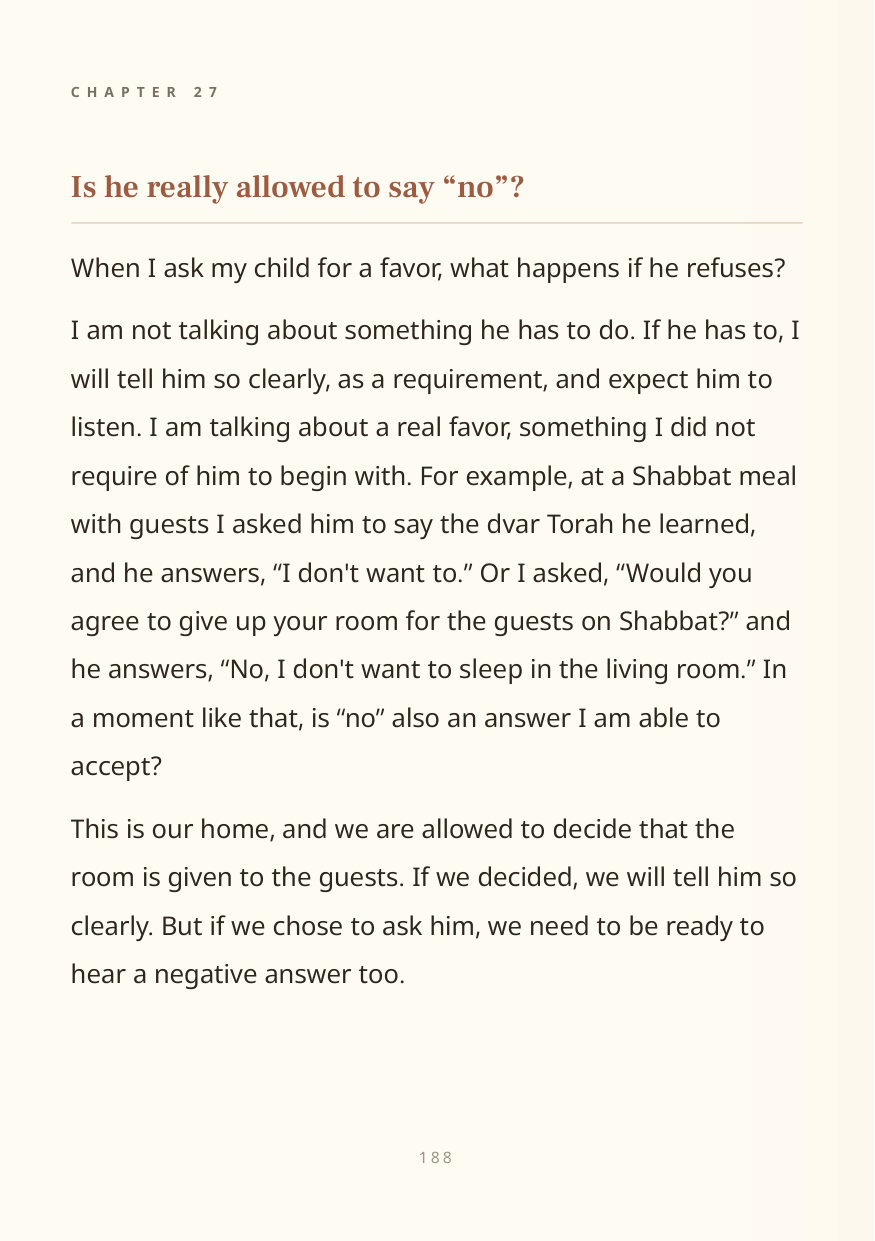 CHAPTER 27
Is he really allowed to say “no”?
When I ask my child for a favor, what happens if he refuses?
I am not talking about something he has to do. If he has to, I
will tell him so clearly, as a requirement, and expect him to
listen. I am talking about a real favor, something I did not
require of him to begin with. For example, at a Shabbat meal
with guests I asked him to say the dvar Torah he learned,
and he answers, “I don't want to.” Or I asked, “Would you
agree to give up your room for the guests on Shabbat?” and
he answers, “No, I don't want to sleep in the living room.” In
a moment like that, is “no” also an answer I am able to
accept?
This is our home, and we are allowed to decide that the
room is given to the guests. If we decided, we will tell him so
clearly. But if we chose to ask him, we need to be ready to
hear a negative answer too.
188